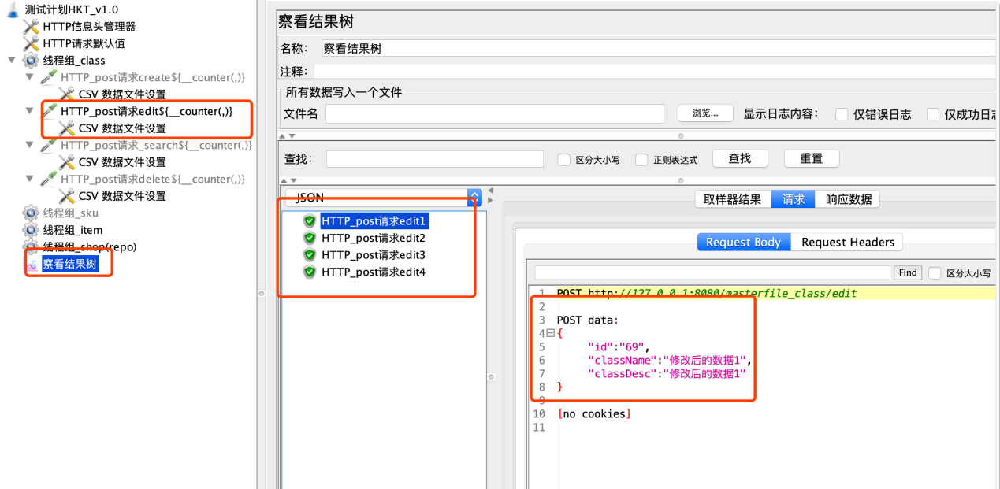 测试计划HKT_v1.0
HTTP信息头管理器
HTTP请求默认值
线程组_class
HTTP_post请求create${__counter(,)}
CSV 数据文件设置
HTTP_post请求edit${__counter(,)}
CSV 数据文件设置
HTTP_post请求_search${__counter(,)}
CSV 数据文件设置
HTTP_post请求delete${__counter(,)}
CSV 数据文件设置
线程组_sku
线程组_item
线程组_shop(repo)
察看结果树
察看结果树
名称: 察看结果树
注释:
所有数据写入一个文件
文件名 浏览... 显示日志内容: 仅错误日志 仅成功日志
查找: 区分大小写 正则表达式 查找 重置
JSON
HTTP_post请求edit1
HTTP_post请求edit2
HTTP_post请求edit3
HTTP_post请求edit4
取样器结果 请求 响应数据
Request Body Request Headers
Find 区分大小写
1 POST http://127.0.0.1:8080/masterfile_class/edit
2
3 POST data:
4 {
5 "id":"69",
6 "className":"修改后的数据1",
7 "classDesc":"修改后的数据1"
8 }
9
10 [no cookies]
11